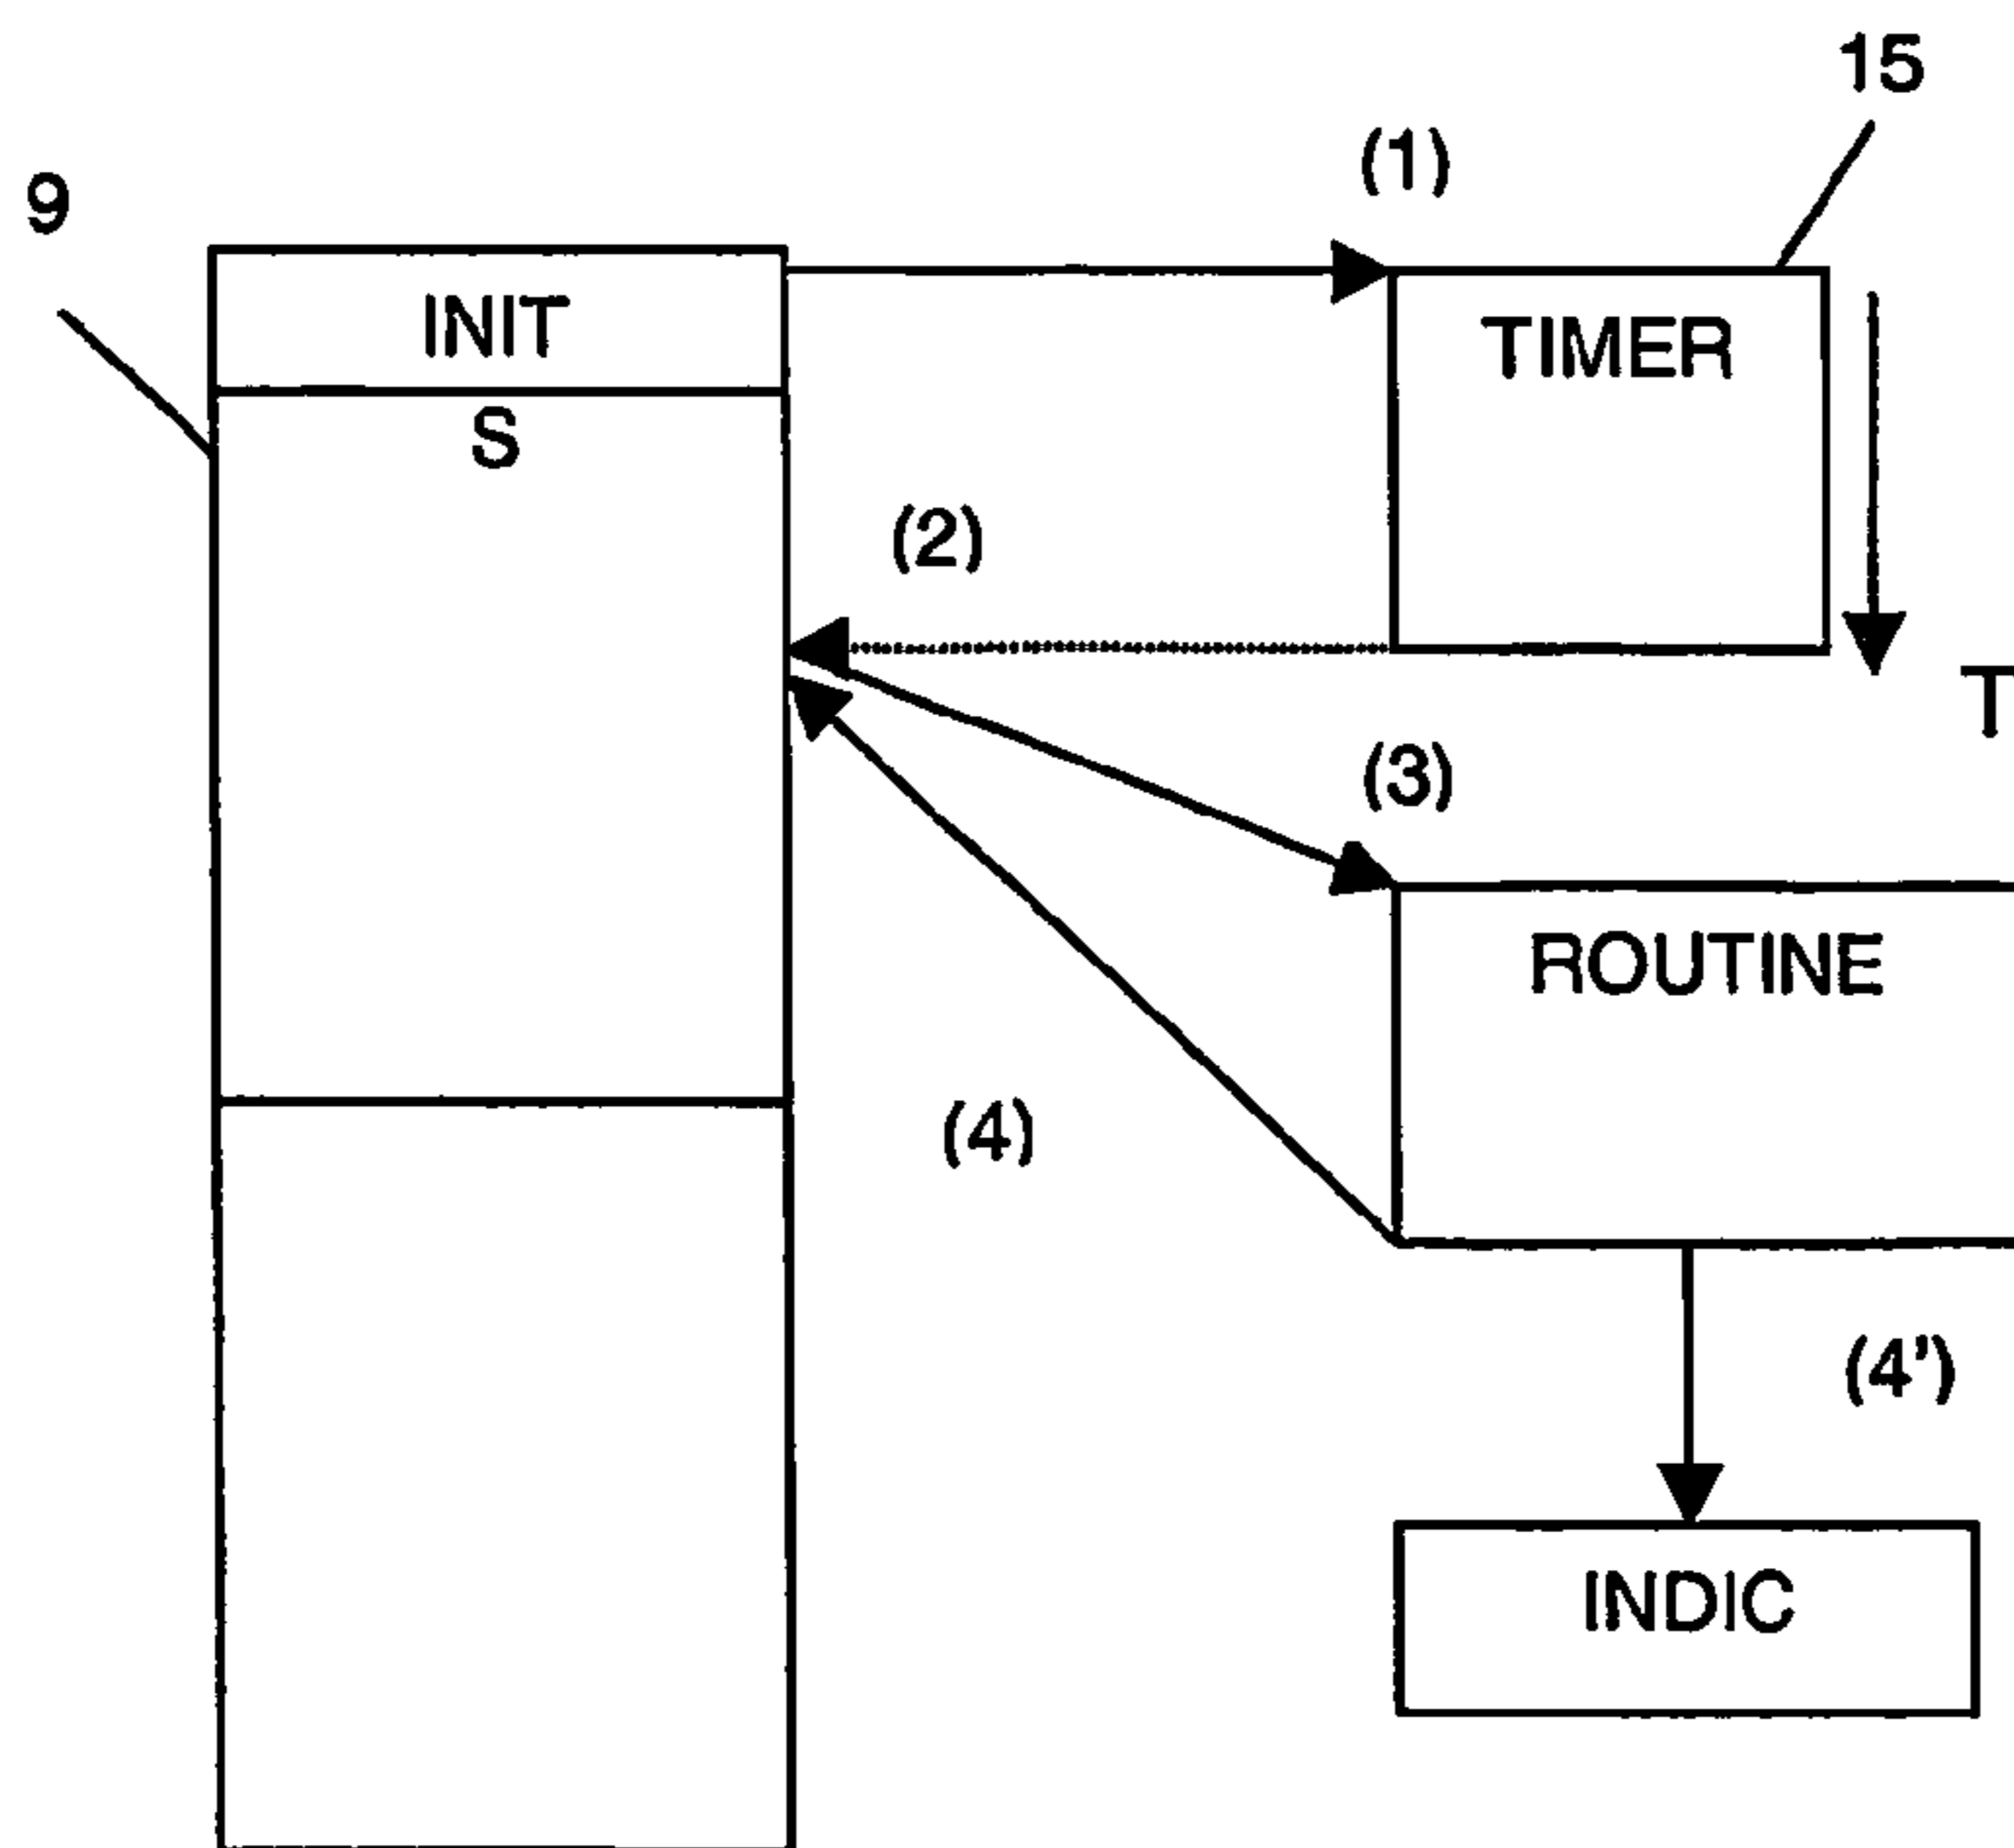 15
(1)
9
INIT
TIMER
S
(2)
T
(3)
ROUTINE
(4)
(4')
INDIC